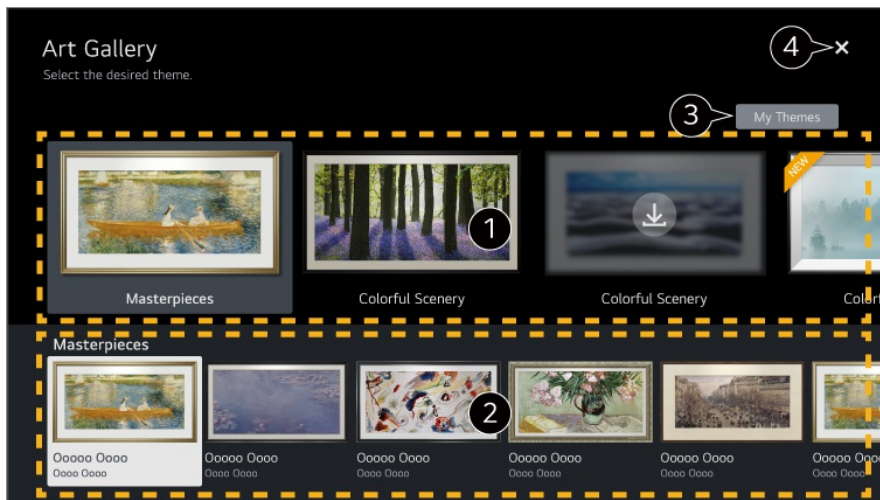 Art Gallery
Select the desired theme.
4
3
My Themes
NEW
1
Masterpieces
Colorful Scenery
Colorful Scenery
Masterpieces
2
Ooooo Oooo
Ooooo Oooo
Ooooo Oooo
Ooooo Oooo
Ooooo Oooo
Ooooo Oooo
Oooo Oooo
Oooo Oooo
Oooo Oooo
Oooo Oooo
Oooo Oooo
Oooo Oooo